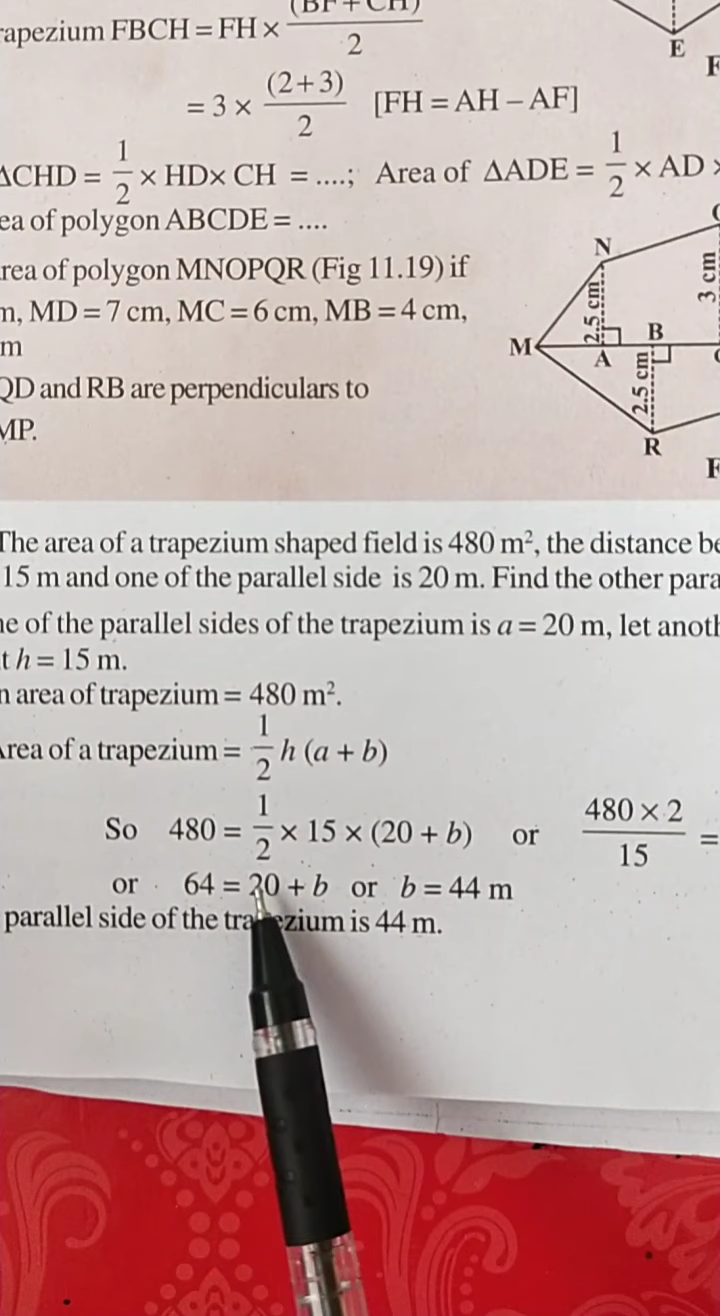 apezium FBCH = FH × (BF + CH) / 2
= 3 × (2+3) / 2 [FH = AH – AF]
ΔCHD = 1/2 × HD× CH = ....; Area of ΔADE = 1/2 × AD ×
ea of polygon ABCDE = ....
rea of polygon MNOPQR (Fig 11.19) if
m, MD = 7 cm, MC = 6 cm, MB = 4 cm,
m
QD and RB are perpendiculars to
MP.
E
F
N
2.5 cm
3 cm
M
A
B
2.5 cm
R
F
The area of a trapezium shaped field is 480 m², the distance be
15 m and one of the parallel side is 20 m. Find the other para
ne of the parallel sides of the trapezium is a = 20 m, let anoth
t h = 15 m.
n area of trapezium = 480 m².
Area of a trapezium = 1/2 h (a + b)
So 480 = 1/2 × 15 × (20 + b) or 480 × 2 / 15 =
or 64 = 20 + b or b = 44 m
parallel side of the trapezium is 44 m.